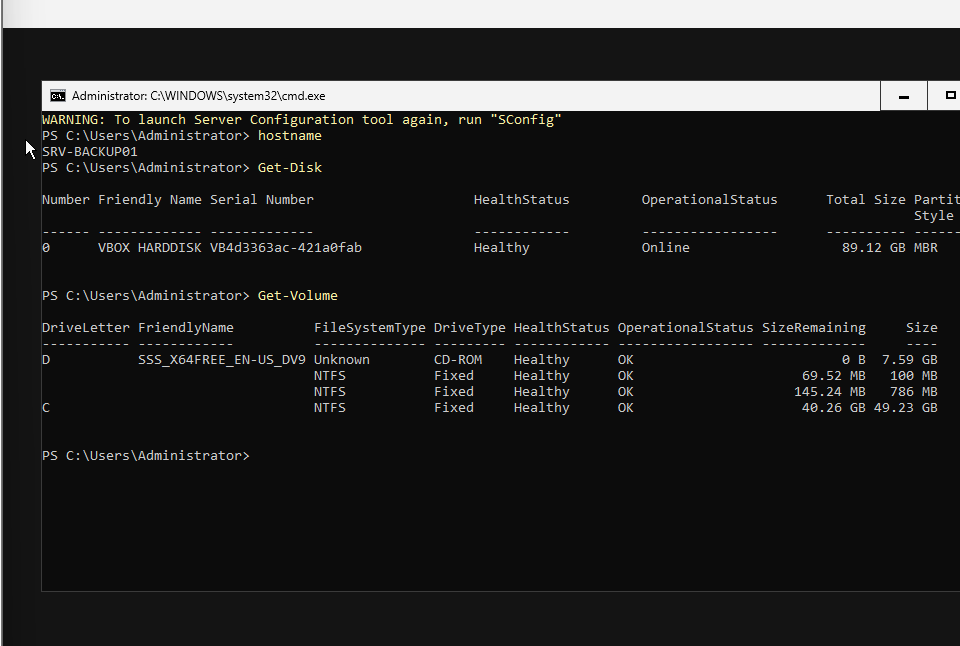 Administrator: C:\WINDOWS\system32\cmd.exe
WARNING: To launch Server Configuration tool again, run "SConfig"
PS C:\Users\Administrator> hostname
SRV-BACKUP01
PS C:\Users\Administrator> Get-Disk
Number Friendly Name Serial Number                    HealthStatus         OperationalStatus      Total Size Partit
                                                                                                             Style
------ ------------- -------------                    ------------         -----------------      ---------- ------
0      VBOX HARDDISK VB4d3363ac-421a0fab              Healthy              Online                   89.12 GB MBR
PS C:\Users\Administrator> Get-Volume
DriveLetter FriendlyName          FileSystemType DriveType HealthStatus OperationalStatus SizeRemaining     Size
----------- ------------          -------------- --------- ------------ ----------------- -------------     ----
D           SSS_X64FREE_EN-US_DV9 Unknown        CD-ROM    Healthy      OK                          0 B  7.59 GB
                                  NTFS           Fixed     Healthy      OK                     69.52 MB   100 MB
                                  NTFS           Fixed     Healthy      OK                    145.24 MB   786 MB
C                                 NTFS           Fixed     Healthy      OK                     40.26 GB 49.23 GB
PS C:\Users\Administrator>